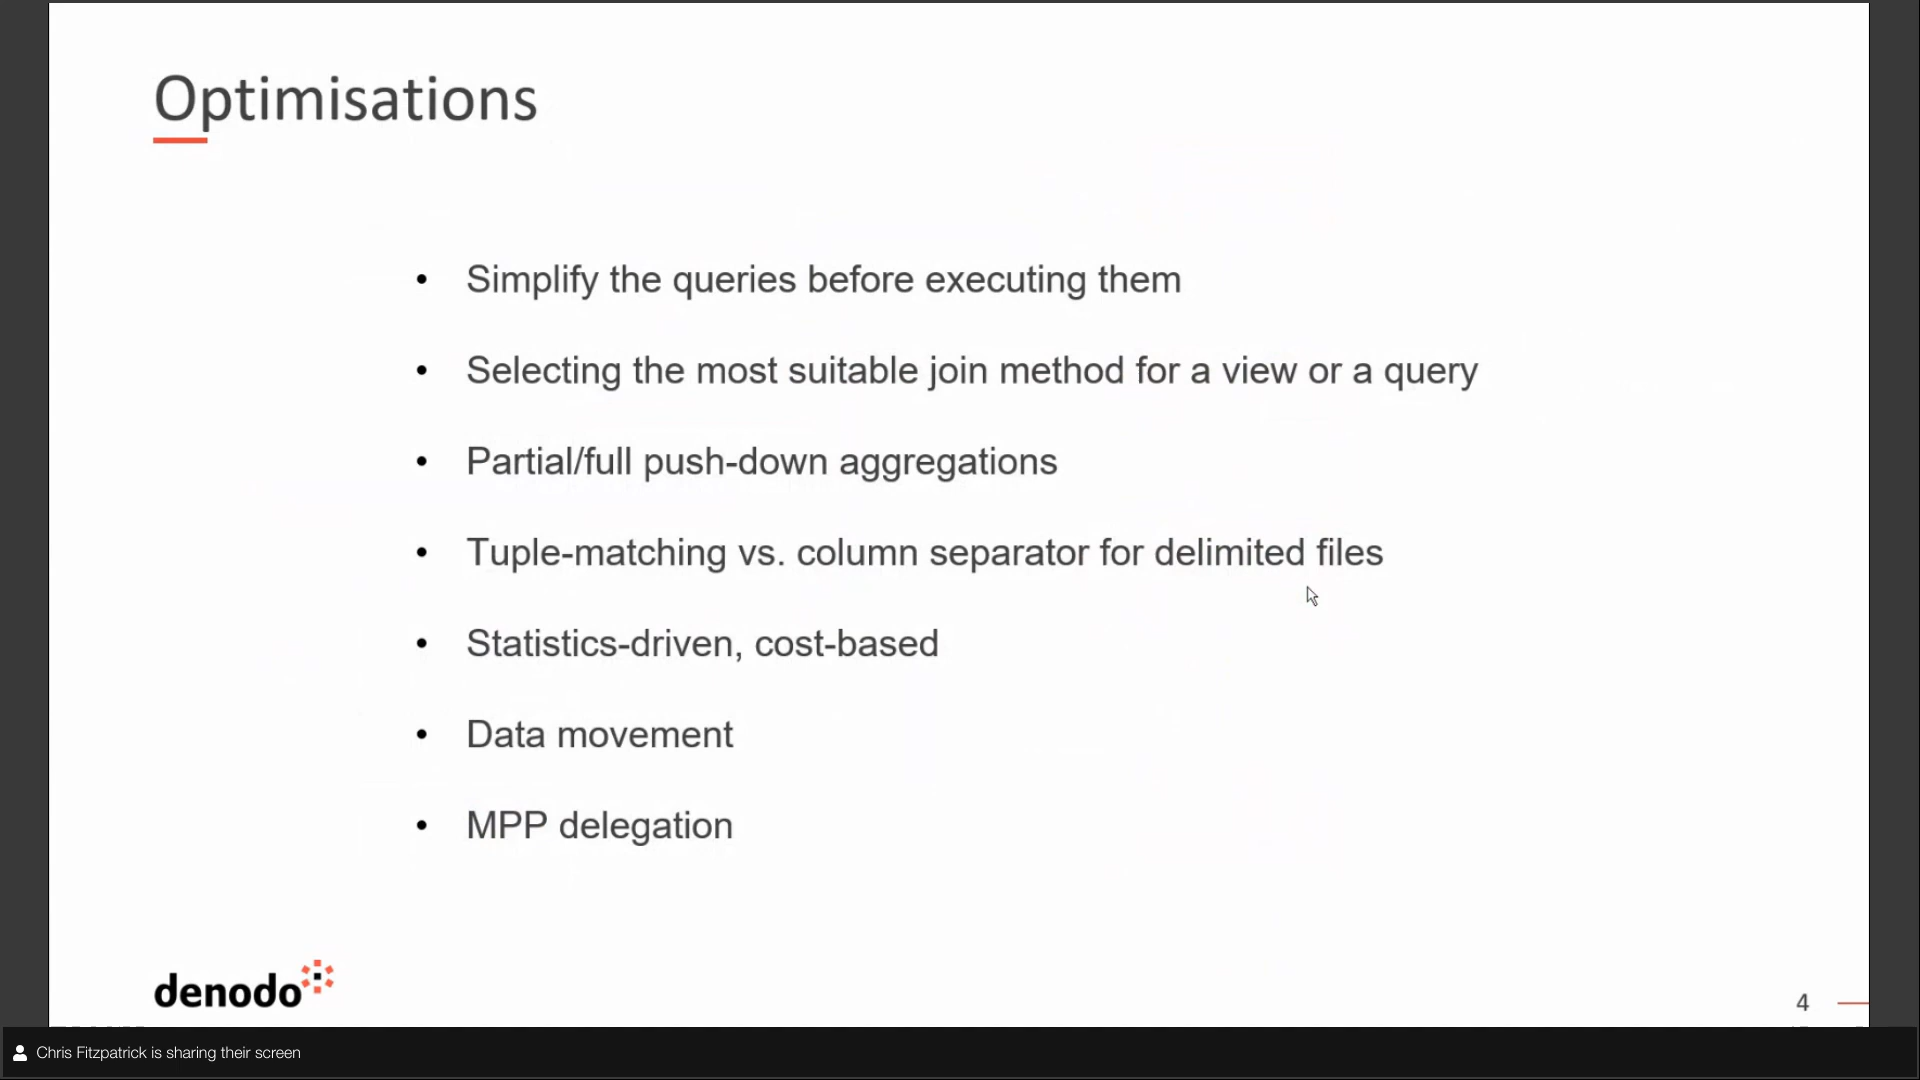 Optimisations
• Simplify the queries before executing them
• Selecting the most suitable join method for a view or a query
• Partial/full push-down aggregations
• Tuple-matching vs. column separator for delimited files
• Statistics-driven, cost-based
• Data movement
• MPP delegation
denodo
4
Chris Fitzpatrick is sharing their screen